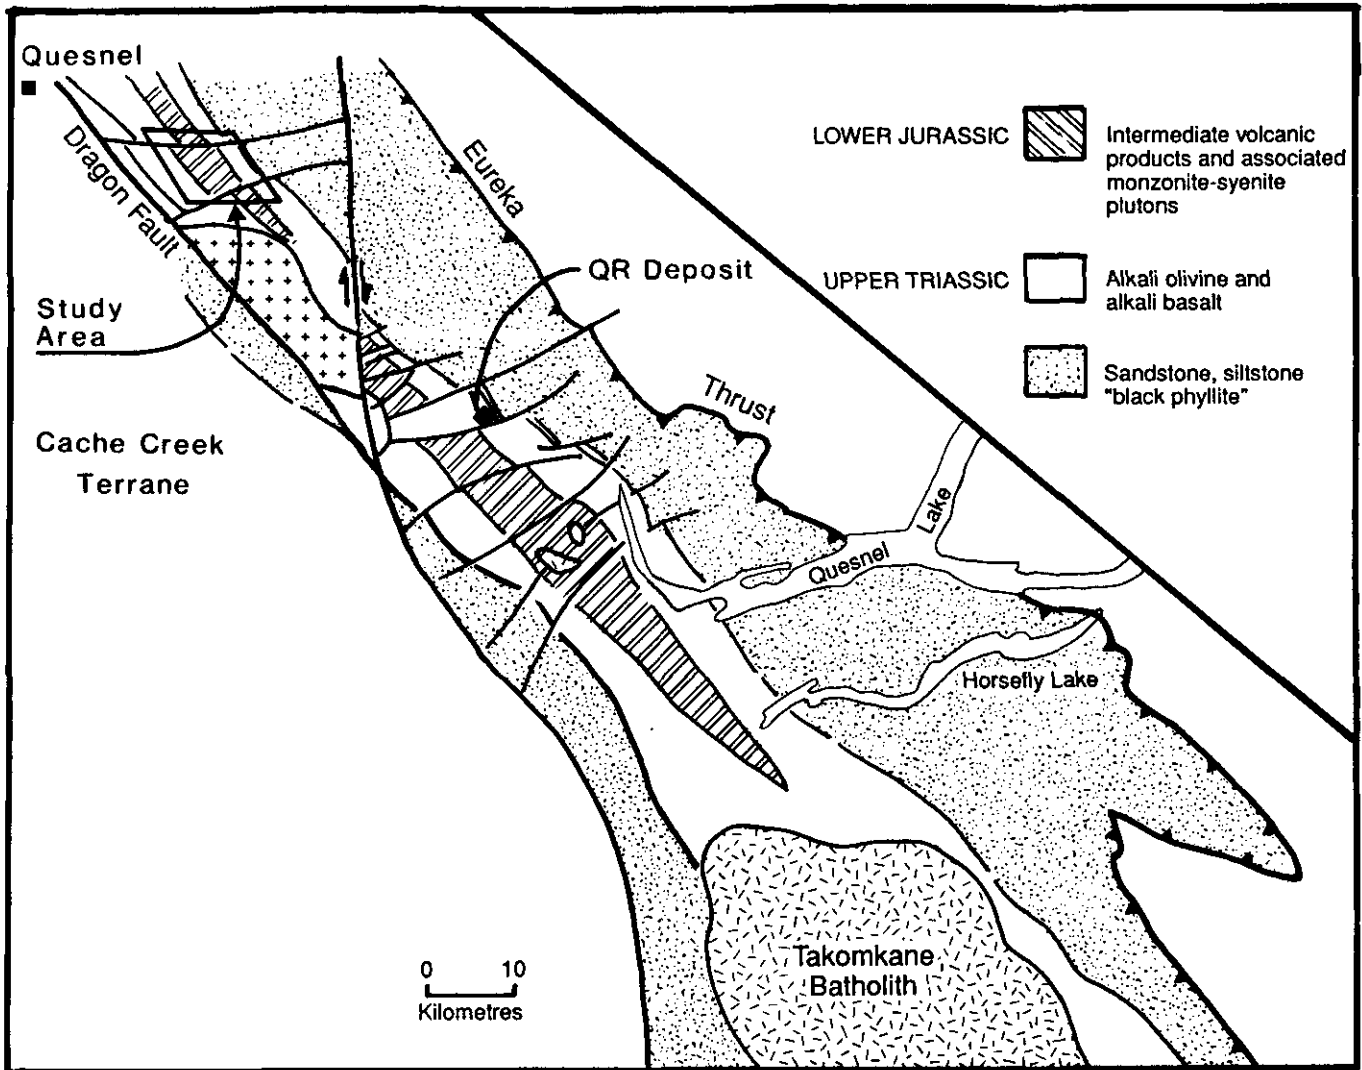 Quesnel
Dragon Fault
Eureka
Thrust
QR Deposit
Study
Area
Cache Creek
Terrane
LOWER JURASSIC
Intermediate volcanic
products and associated
monzonite-syenite
plutons
UPPER TRIASSIC
Alkali olivine and
alkali basalt
Sandstone, siltstone
"black phyllite"
Quesnel
Lake
Horsefly Lake
Takomkane
Batholith
0 10
Kilometres